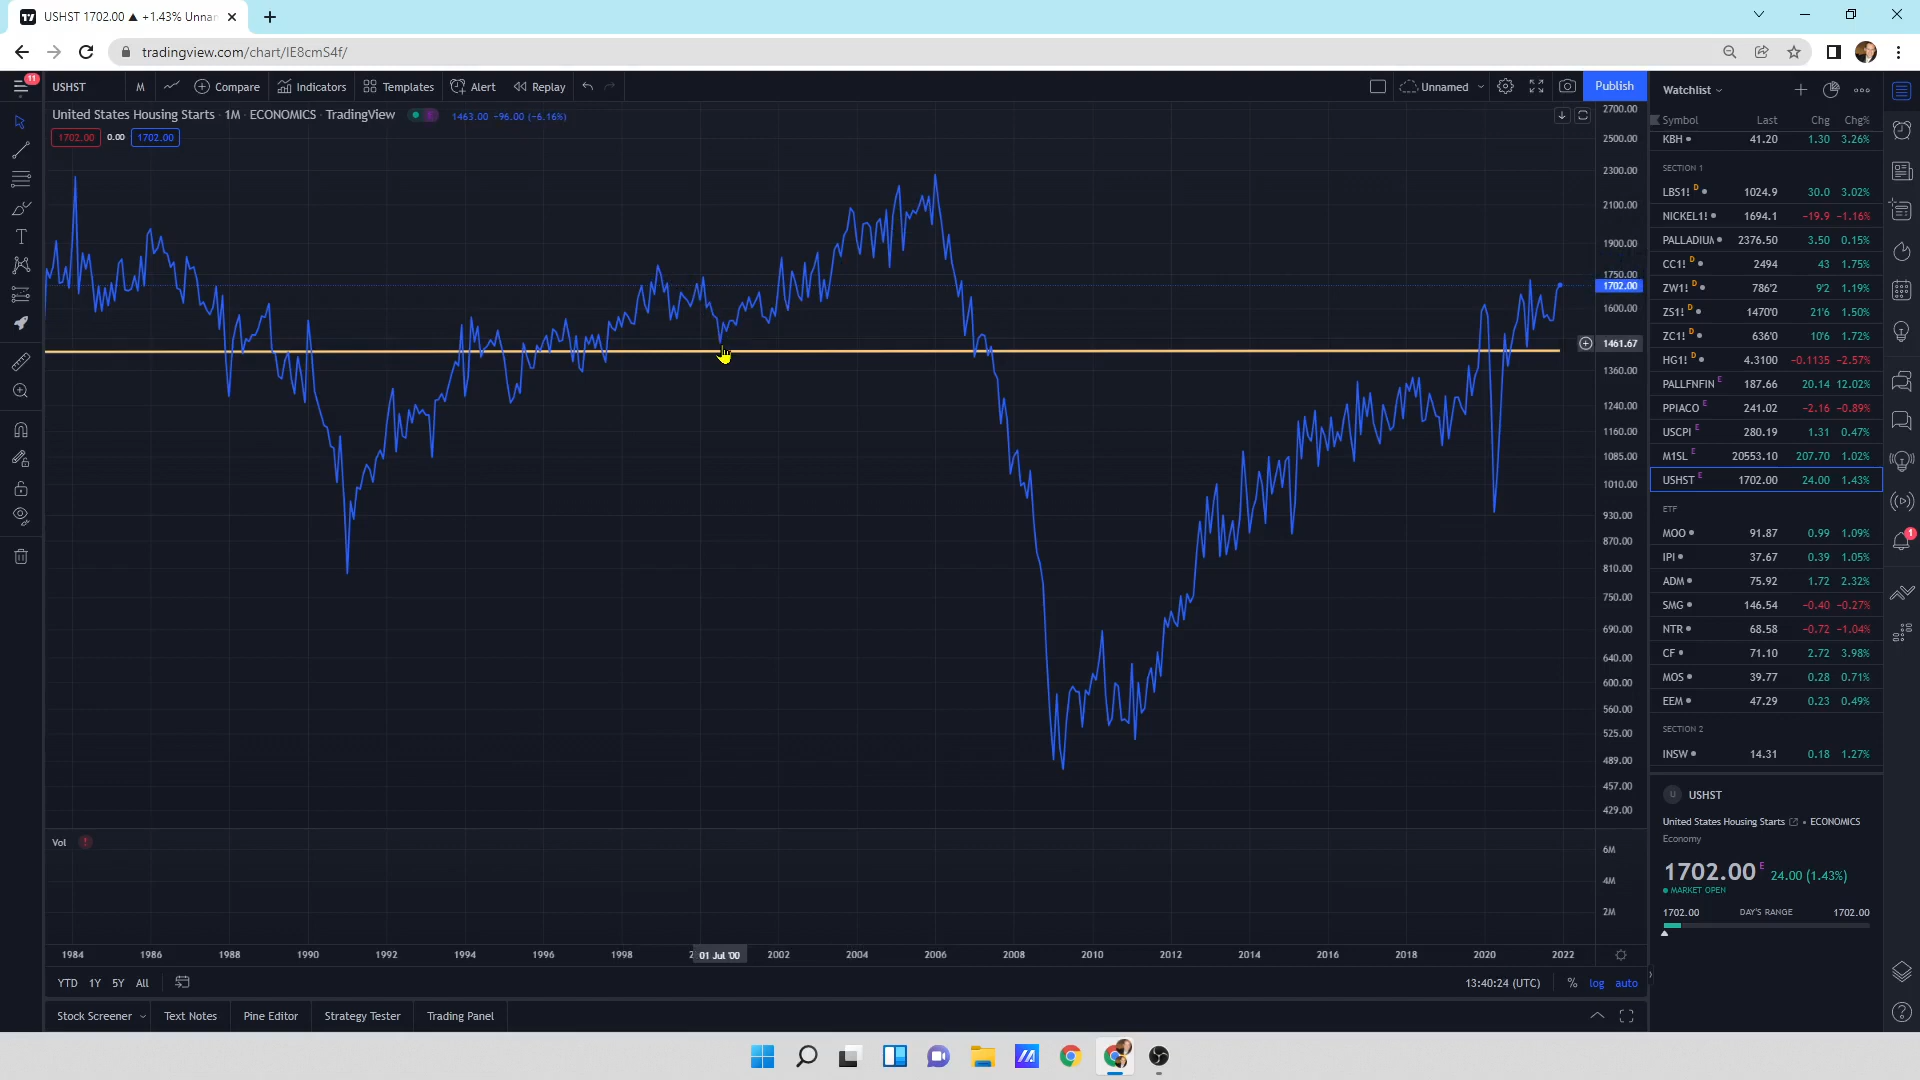 USHST 1702.00 ▲ +1.43% Unnar
tradingview.com/chart/IE8cmS4f/
11
USHST M Compare Indicators Templates Alert Replay Unnamed Publish
United States Housing Starts · 1M · ECONOMICS · TradingView 1463.00 −96.00 (−6.16%)
1702.00 0.00 1702.00
2700.00
2500.00
2300.00
2100.00
1900.00
1750.00
1702.00
1600.00
1461.67
1360.00
1240.00
1160.00
1085.00
1010.00
930.00
870.00
810.00
750.00
690.00
640.00
600.00
560.00
525.00
489.00
457.00
429.00
Vol !
6M
4M
2M
1984 1986 1988 1990 1992 1994 1996 1998 2 01 Jul '00 2002 2004 2006 2008 2010 2012 2014 2016 2018 2020 2022
YTD 1Y 5Y All 13:40:24 (UTC) % log auto
Stock Screener Text Notes Pine Editor Strategy Tester Trading Panel
Watchlist
Symbol Last Chg Chg%
KBH 41.20 1.30 3.26%
SECTION 1
LBS1! D 1024.9 30.0 3.02%
NICKEL1! 1694.1 −19.9 −1.16%
PALLADIUM 2376.50 3.50 0.15%
CC1! D 2494 43 1.75%
ZW1! D 786'2 9'2 1.19%
ZS1! D 1470'0 21'6 1.50%
ZC1! D 636'0 10'6 1.72%
HG1! D 4.3100 −0.1135 −2.57%
PALLFNFIN E 187.66 20.14 12.02%
PPIACO E 241.02 −2.16 −0.89%
USCPI E 280.19 1.31 0.47%
M1SL E 20553.10 207.70 1.02%
USHST E 1702.00 24.00 1.43%
ETF
MOO 91.87 0.99 1.09%
IPI 37.67 0.39 1.05%
ADM 75.92 1.72 2.32%
SMG 146.54 −0.40 −0.27%
NTR 68.58 −0.72 −1.04%
CF 71.10 2.72 3.98%
MOS 39.77 0.28 0.71%
EEM 47.29 0.23 0.49%
SECTION 2
INSW 14.31 0.18 1.27%
U USHST
United States Housing Starts • ECONOMICS
Economy
1702.00 E 24.00 (1.43%)
MARKET OPEN
1702.00 DAY'S RANGE 1702.00
1